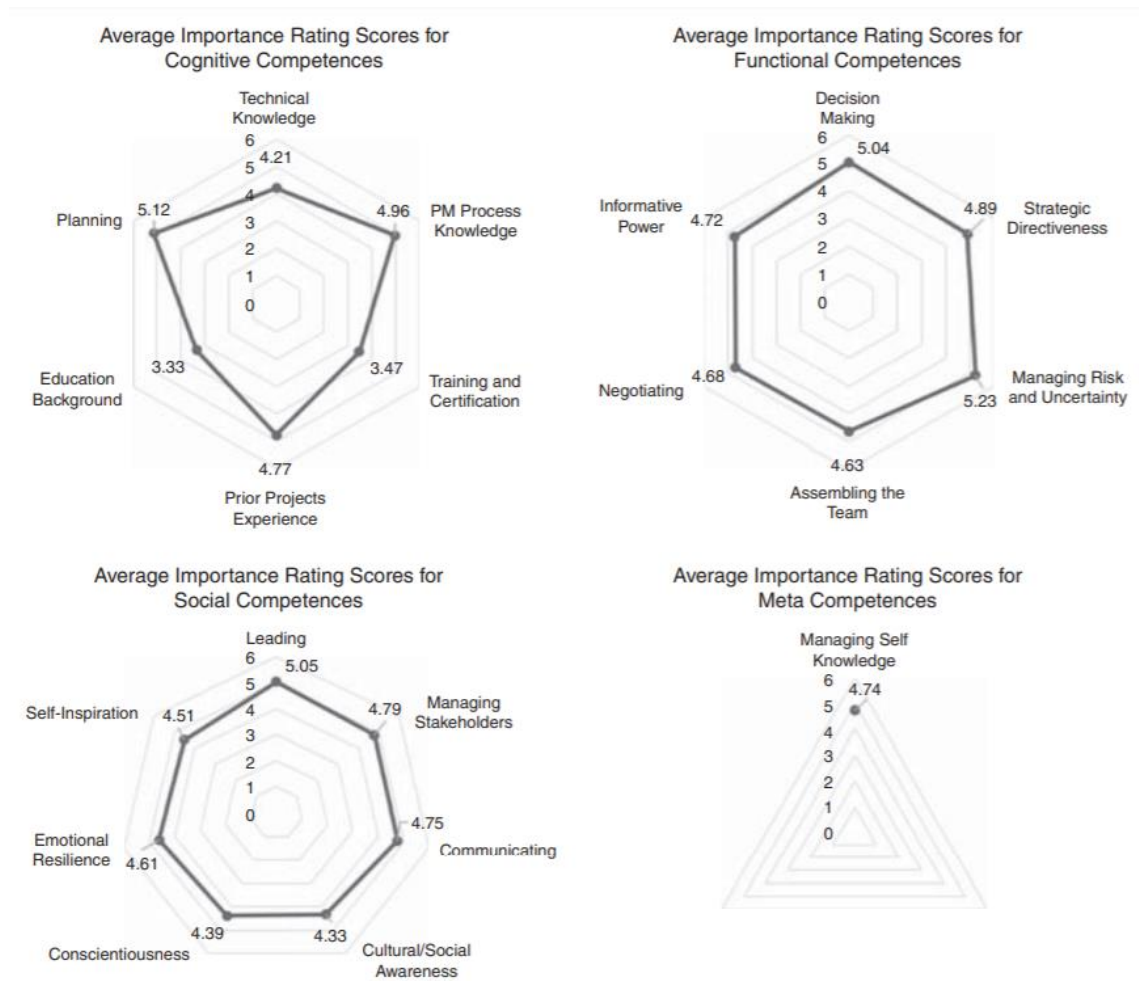 Average Importance Rating Scores for
Cognitive Competences
Technical
Knowledge
6
5
4
3
2
1
0
4.21
4.96
PM Process
Knowledge
3.47
Training and
Certification
4.77
Prior Projects
Experience
3.33
Education
Background
5.12
Planning
Average Importance Rating Scores for
Functional Competences
Decision
Making
6
5
4
3
2
1
0
5.04
4.89
Strategic
Directiveness
5.23
Managing Risk
and Uncertainty
4.63
Assembling the
Team
4.68
Negotiating
4.72
Informative
Power
Average Importance Rating Scores for
Social Competences
Leading
6
5
4
3
2
1
0
5.05
4.79
Managing
Stakeholders
4.75
Communicating
4.33
Cultural/Social
Awareness
4.39
Conscientiousness
4.61
Emotional
Resilience
4.51
Self-Inspiration
Average Importance Rating Scores for
Meta Competences
Managing Self
Knowledge
6
5
4
3
2
1
0
4.74